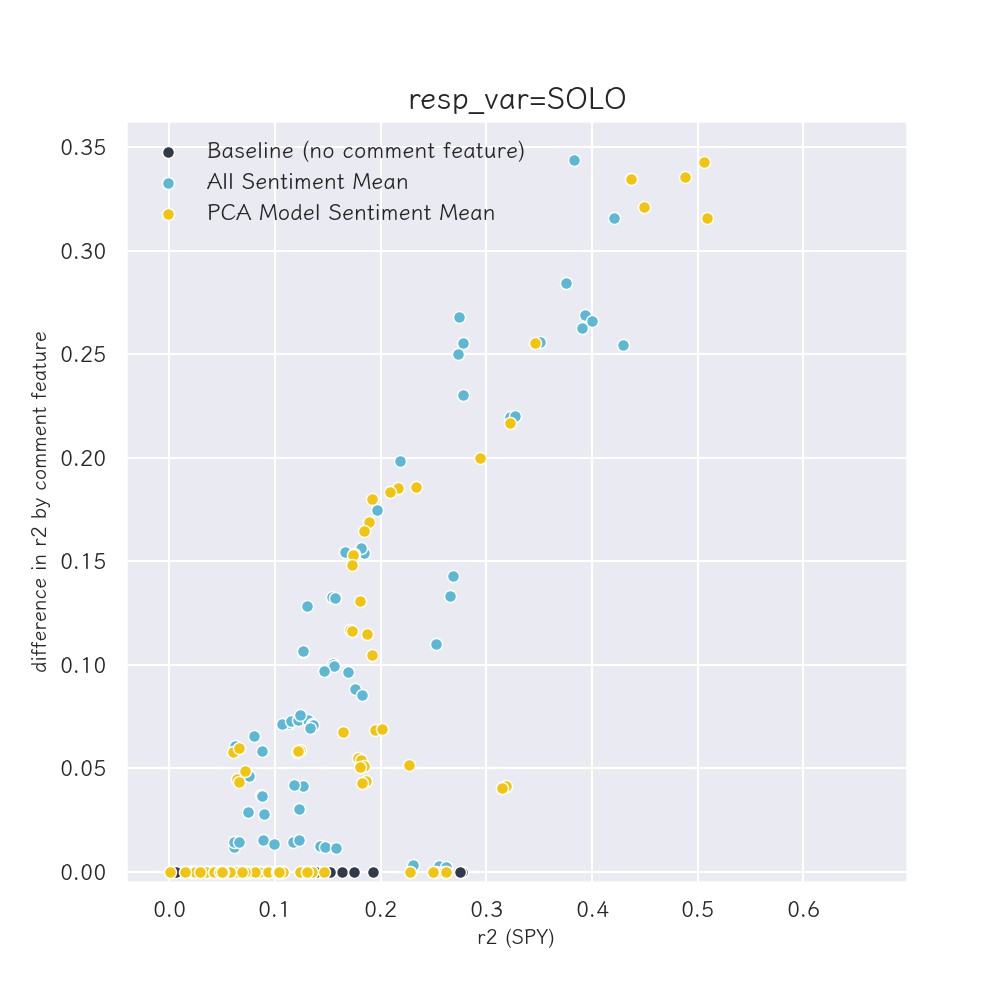 resp_var=SOLO
Baseline (no comment feature)
All Sentiment Mean
PCA Model Sentiment Mean
difference in r2 by comment feature
0.35
0.30
0.25
0.20
0.15
0.10
0.05
0.00
0.0 0.1 0.2 0.3 0.4 0.5 0.6
r2 (SPY)